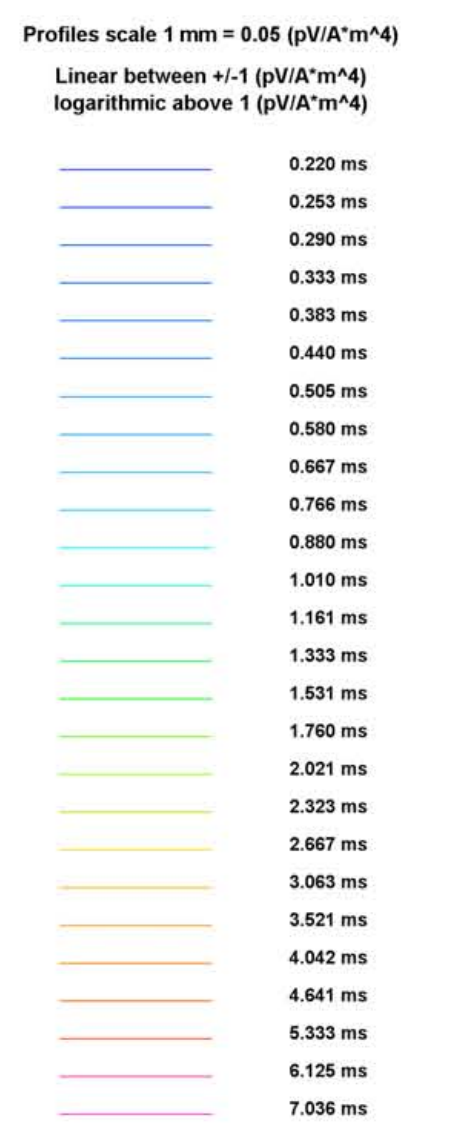 Profiles scale 1 mm = 0.05 (pV/A*m^4)
Linear between +/-1 (pV/A*m^4)
logarithmic above 1 (pV/A*m^4)
0.220 ms
0.253 ms
0.290 ms
0.333 ms
0.383 ms
0.440 ms
0.505 ms
0.580 ms
0.667 ms
0.766 ms
0.880 ms
1.010 ms
1.161 ms
1.333 ms
1.531 ms
1.760 ms
2.021 ms
2.323 ms
2.667 ms
3.063 ms
3.521 ms
4.042 ms
4.641 ms
5.333 ms
6.125 ms
7.036 ms